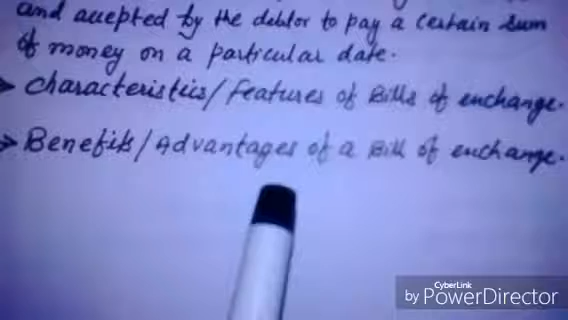 and accepted by the debtor to pay a certain sum
of money on a particular date.
> Characteristics/features of Bills of exchange.
> Benefits/Advantages of a Bill of exchange.
CyberLink
by PowerDirector